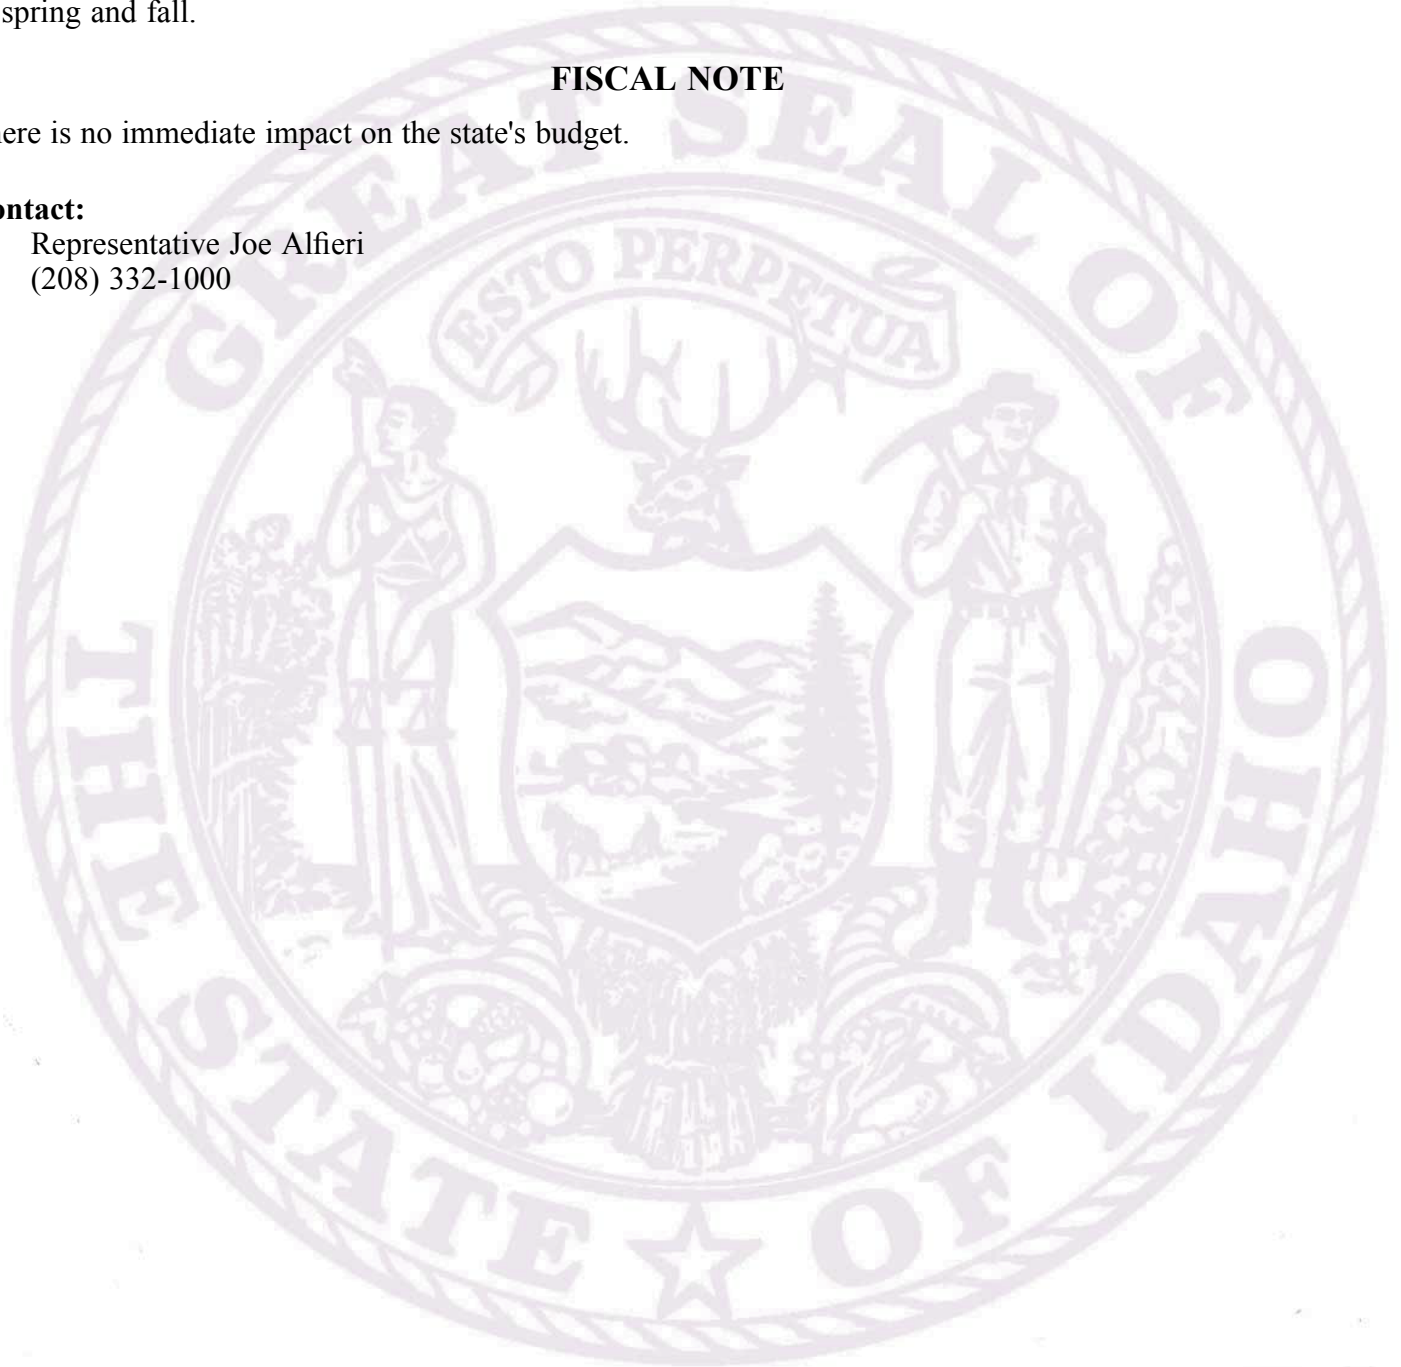 spring and fall.
FISCAL NOTE
here is no immediate impact on the state's budget.
ontact:
Representative Joe Alfieri
(208) 332-1000
GREAT SEAL OF
ESTO PERPETUA
THE STATE OF IDAHO